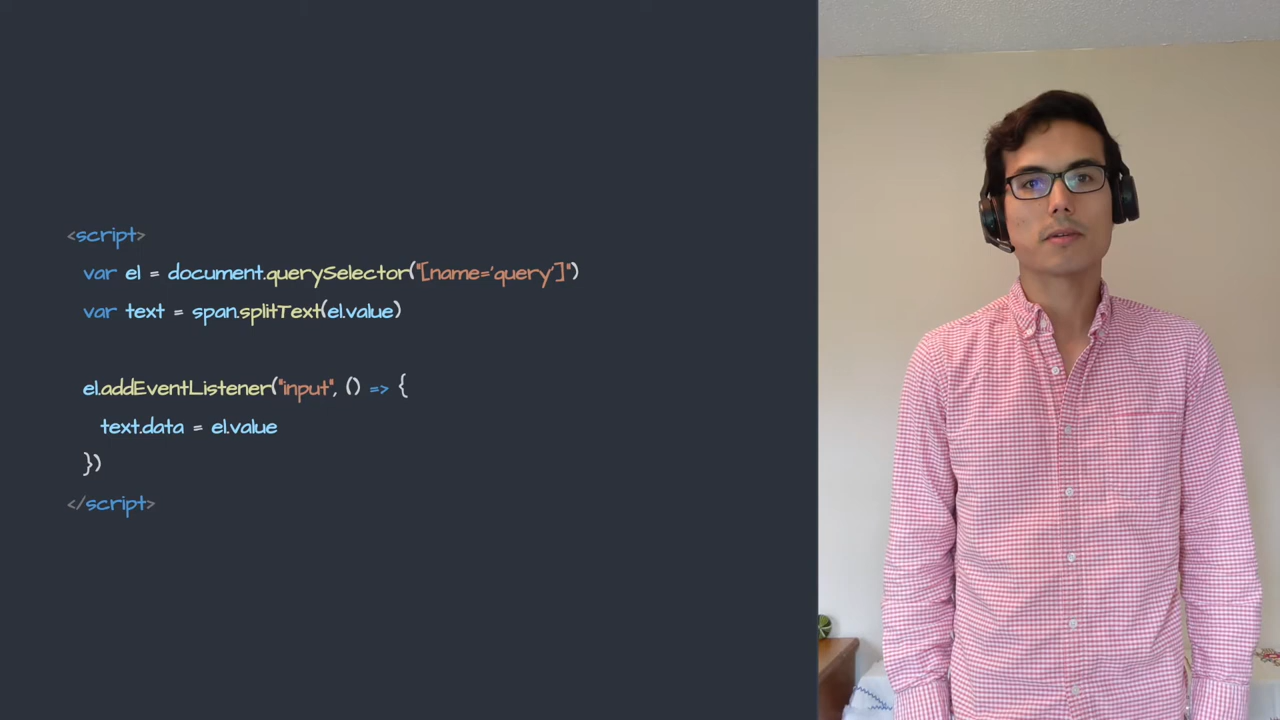 <script>
var el = document.querySelector("[name='query']")
var text = span.splitText(el.value)
el.addEventListener("input", () => {
text.data = el.value
})
</script>